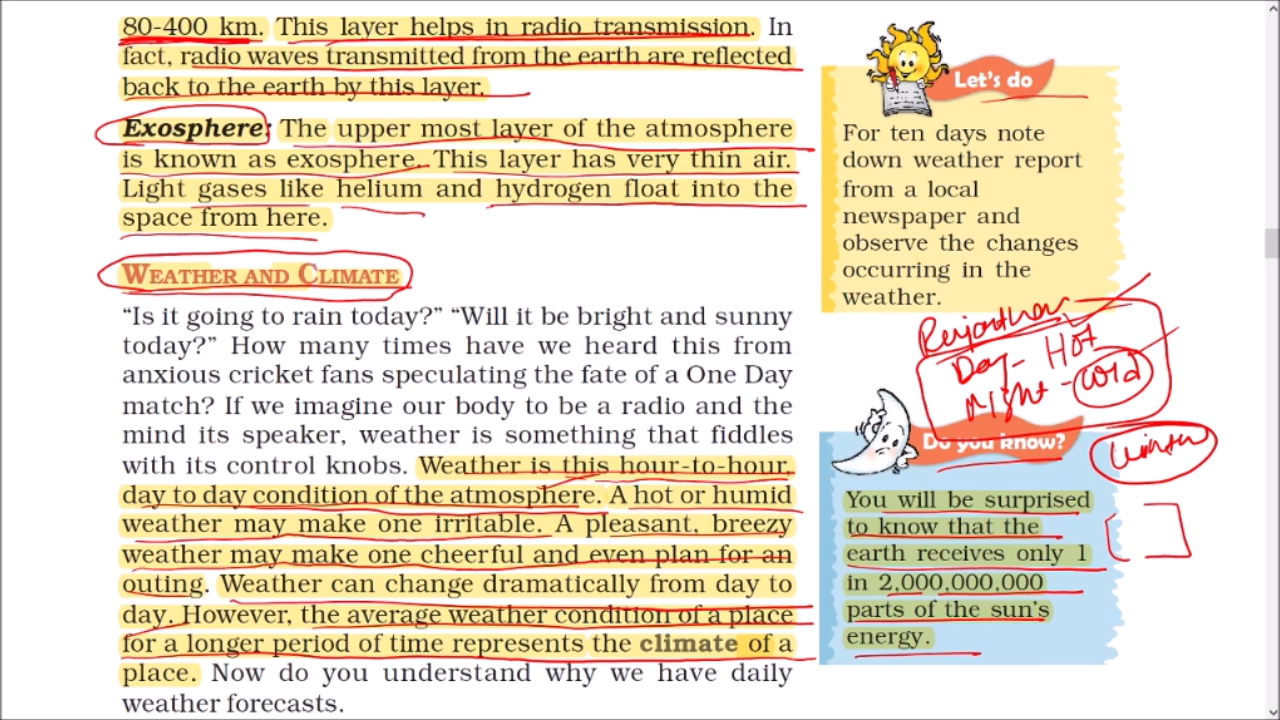 80-400 km. This layer helps in radio transmission. In
fact, radio waves transmitted from the earth are reflected
back to the earth by this layer.
Exosphere: The upper most layer of the atmosphere
is known as exosphere. This layer has very thin air.
Light gases like helium and hydrogen float into the
space from here.
WEATHER AND CLIMATE
“Is it going to rain today?” “Will it be bright and sunny
today?” How many times have we heard this from
anxious cricket fans speculating the fate of a One Day
match? If we imagine our body to be a radio and the
mind its speaker, weather is something that fiddles
with its control knobs. Weather is this hour-to-hour,
day to day condition of the atmosphere. A hot or humid
weather may make one irritable. A pleasant, breezy
weather may make one cheerful and even plan for an
outing. Weather can change dramatically from day to
day. However, the average weather condition of a place
for a longer period of time represents the climate of a
place. Now do you understand why we have daily
weather forecasts.
Let’s do
For ten days note
down weather report
from a local
newspaper and
observe the changes
occurring in the
weather.
Day - Hot
Night - Cold
Winter
Do you know?
You will be surprised
to know that the
earth receives only 1
in 2,000,000,000
parts of the sun’s
energy.